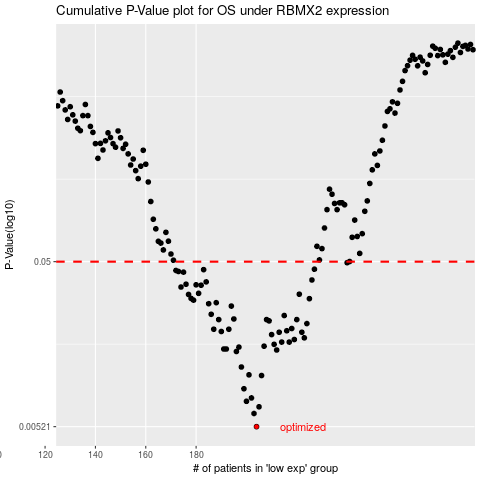 Cumulative P-Value plot for OS under RBMX2 expression
P-Value(log10)
0.05
0.00521
optimized
0 120 140 160 180
# of patients in 'low exp' group